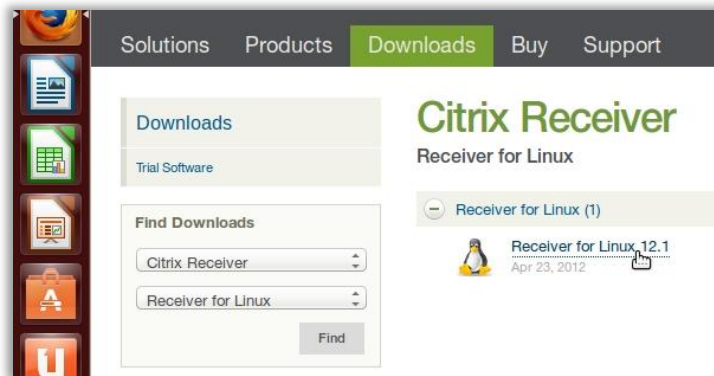 Solutions Products Downloads Buy Support
Downloads
Trial Software
Find Downloads
Citrix Receiver
Receiver for Linux
Find
Citrix Receiver
Receiver for Linux
Receiver for Linux (1)
Receiver for Linux 12.1
Apr 23, 2012